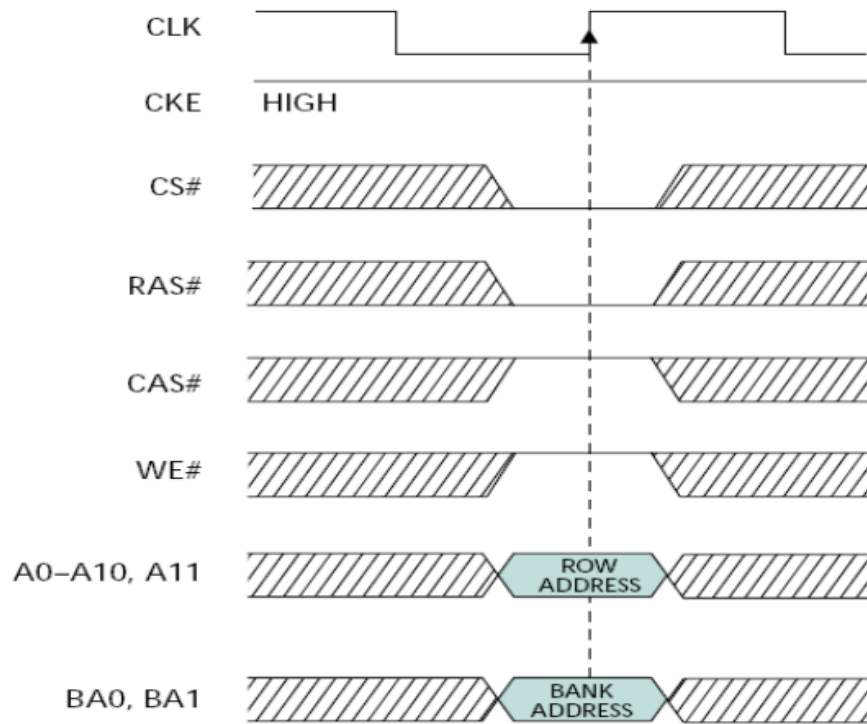 CLK
CKE HIGH
CS#
RAS#
CAS#
WE#
A0–A10, A11 ROW
ADDRESS
BA0, BA1 BANK
ADDRESS